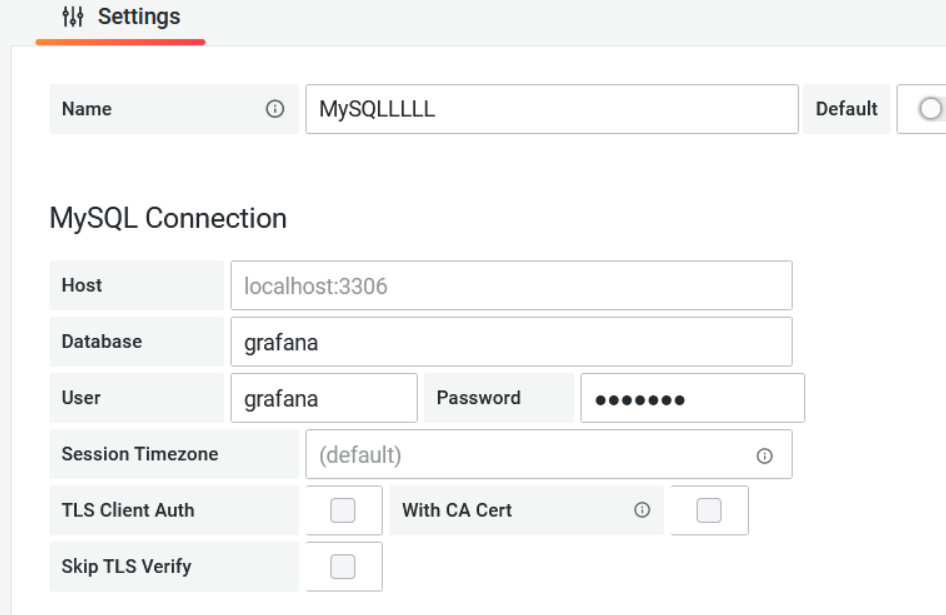 Settings
Name MySQLLLLL Default
MySQL Connection
Host localhost:3306
Database grafana
User grafana Password •••••••
Session Timezone (default)
TLS Client Auth With CA Cert
Skip TLS Verify